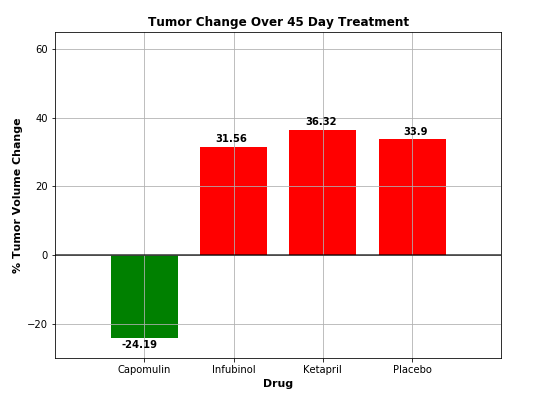 Tumor Change Over 45 Day Treatment
% Tumor Volume Change
60
40
20
0
−20
36.32
33.9
31.56
-24.19
Capomulin Infubinol Ketapril Placebo
Drug